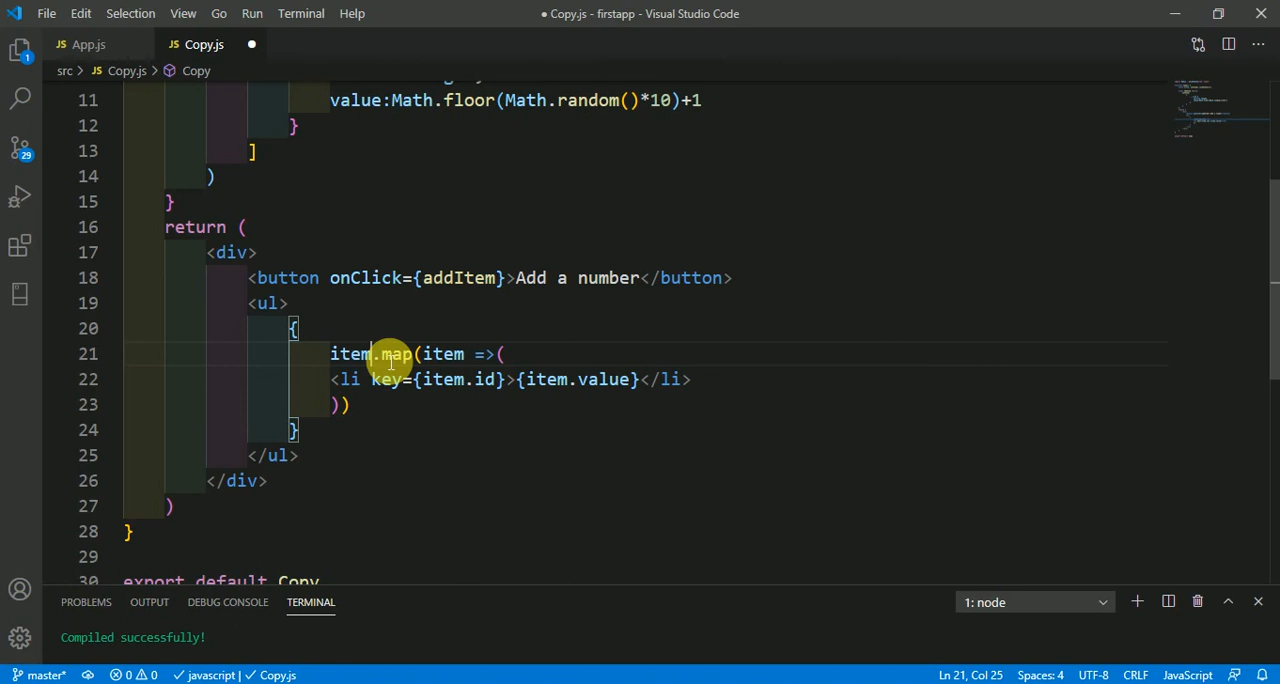 File Edit Selection View Go Run Terminal Help
● Copy.js - firstapp - Visual Studio Code
JS App.js
JS Copy.js ●
src > JS Copy.js > Copy
11 value:Math.floor(Math.random()*10)+1
12 }
13 ]
14 )
15 }
16 return (
17 <div>
18 <button onClick={addItem}>Add a number</button>
19 <ul>
20 {
21 item.map(item =>(
22 <li key={item.id}>{item.value}</li>
23 ))
24 }
25 </ul>
26 </div>
27 )
28 }
29
30 export default Copy
1
29
PROBLEMS OUTPUT DEBUG CONSOLE TERMINAL
1: node
Compiled successfully!
master* 0 0 ✓ javascript | ✓ Copy.js
Ln 21, Col 25 Spaces: 4 UTF-8 CRLF JavaScript